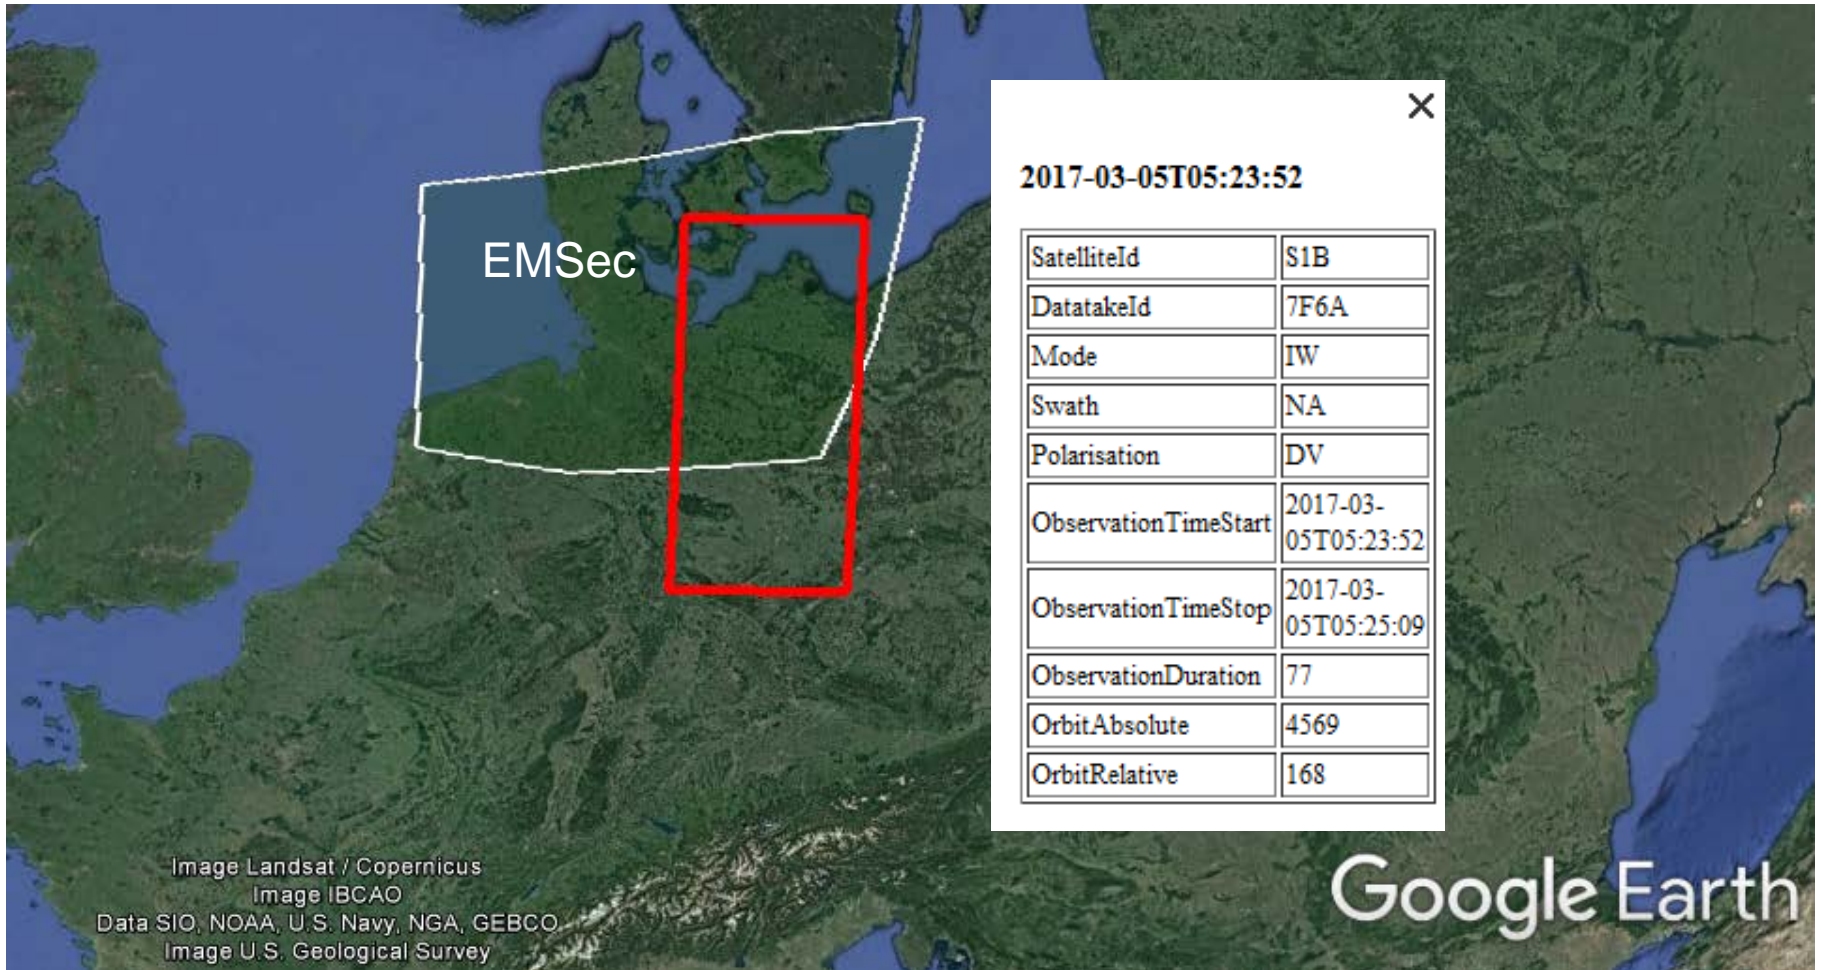 EMSec
×
2017-03-05T05:23:52
SatelliteId S1B
DatatakeId 7F6A
Mode IW
Swath NA
Polarisation DV
ObservationTimeStart 2017-03-
05T05:23:52
ObservationTimeStop 2017-03-
05T05:25:09
ObservationDuration 77
OrbitAbsolute 4569
OrbitRelative 168
Image Landsat / Copernicus
Image IBCAO
Data SIO, NOAA, U.S. Navy, NGA, GEBCO
Image U.S. Geological Survey
Google Earth